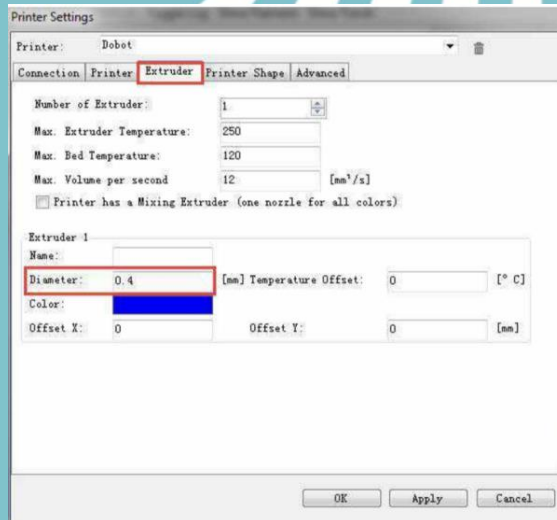 Printer Settings
Printer: Dobot
Connection Printer Extruder Printer Shape Advanced
Number of Extruder: 1
Max. Extruder Temperature: 250
Max. Bed Temperature: 120
Max. Volume per second 12 [mm³/s]
Printer has a Mixing Extruder (one nozzle for all colors)
Extruder 1
Name:
Diameter: 0.4 [mm] Temperature Offset: 0 [° C]
Color:
Offset X: 0 Offset Y: 0 [mm]
OK Apply Cancel